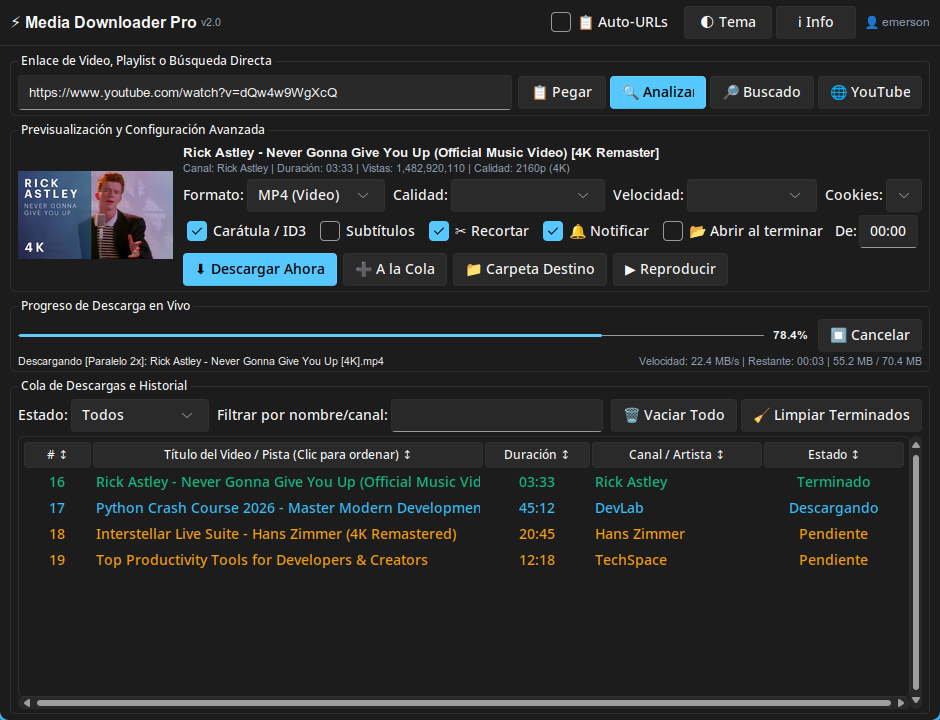 ⚡ Media Downloader Pro v2.0
📋 Auto-URLs
🌓 Tema
ℹ Info
👤 emerson
Enlace de Video, Playlist o Búsqueda Directa
https://www.youtube.com/watch?v=dQw4w9WgXcQ
📋 Pegar
🔍 Analizar
🔎 Buscado
🌐 YouTube
Previsualización y Configuración Avanzada
RICK
ASTLEY
NEVER GONNA
GIVE YOU UP
4K
Rick Astley - Never Gonna Give You Up (Official Music Video) [4K Remaster]
Canal: Rick Astley | Duración: 03:33 | Vistas: 1,482,920,110 | Calidad: 2160p (4K)
Formato: MP4 (Video) Calidad: Velocidad: Cookies:
Carátula / ID3 Subtítulos ✂ Recortar 🔔 Notificar 📂 Abrir al terminar De: 00:00
⬇ Descargar Ahora ➕ A la Cola 📁 Carpeta Destino ▶ Reproducir
Progreso de Descarga en Vivo
78.4%
⏹ Cancelar
Descargando [Paralelo 2x]: Rick Astley - Never Gonna Give You Up [4K].mp4
Velocidad: 22.4 MB/s | Restante: 00:03 | 55.2 MB / 70.4 MB
Cola de Descargas e Historial
Estado: Todos Filtrar por nombre/canal: 🗑 Vaciar Todo 🧹 Limpiar Terminados
# ↕ Título del Video / Pista (Clic para ordenar) ↕ Duración ↕ Canal / Artista ↕ Estado ↕
16 Rick Astley - Never Gonna Give You Up (Official Music Vid 03:33 Rick Astley Terminado
17 Python Crash Course 2026 - Master Modern Developmen 45:12 DevLab Descargando
18 Interstellar Live Suite - Hans Zimmer (4K Remastered) 20:45 Hans Zimmer Pendiente
19 Top Productivity Tools for Developers & Creators 12:18 TechSpace Pendiente